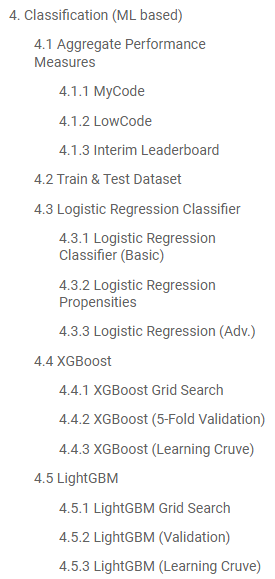 4. Classification (ML based)
4.1 Aggregate Performance
Measures
4.1.1 MyCode
4.1.2 LowCode
4.1.3 Interim Leaderboard
4.2 Train & Test Dataset
4.3 Logistic Regression Classifier
4.3.1 Logistic Regression
Classifier (Basic)
4.3.2 Logistic Regression
Propensities
4.3.3 Logistic Regression (Adv.)
4.4 XGBoost
4.4.1 XGBoost Grid Search
4.4.2 XGBoost (5-Fold Validation)
4.4.3 XGBoost (Learning Cruve)
4.5 LightGBM
4.5.1 LightGBM Grid Search
4.5.2 LightGBM (Validation)
4.5.3 LightGBM (Learning Cruve)